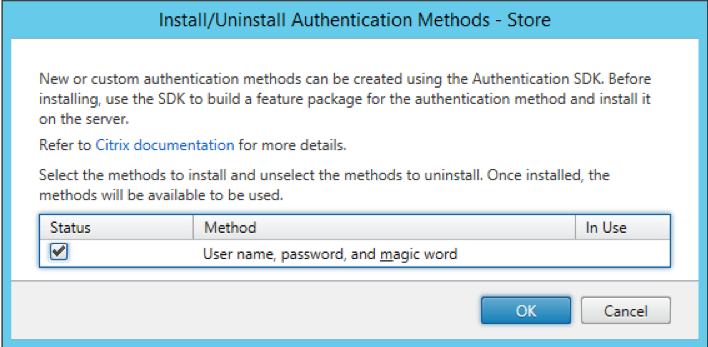 Install/Uninstall Authentication Methods - Store
New or custom authentication methods can be created using the Authentication SDK. Before
installing, use the SDK to build a feature package for the authentication method and install it
on the server.
Refer to Citrix documentation for more details.
Select the methods to install and unselect the methods to uninstall. Once installed, the
methods will be available to be used.
Status Method In Use
User name, password, and magic word
OK Cancel